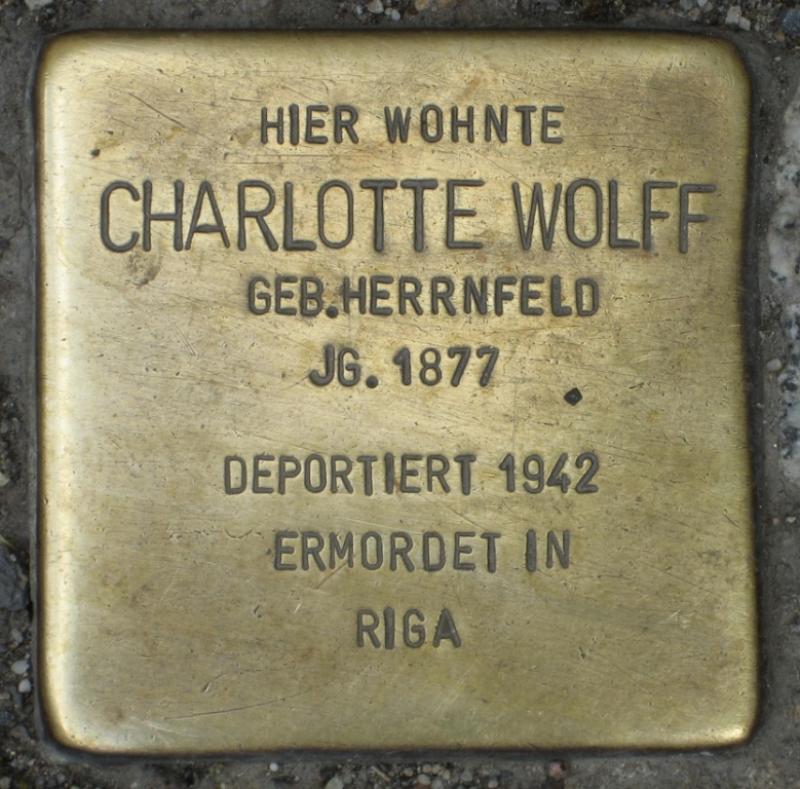 HIER WOHNTE
CHARLOTTE WOLFF
GEB.HERRNFELD
JG. 1877
DEPORTIERT 1942
ERMORDET IN
RIGA